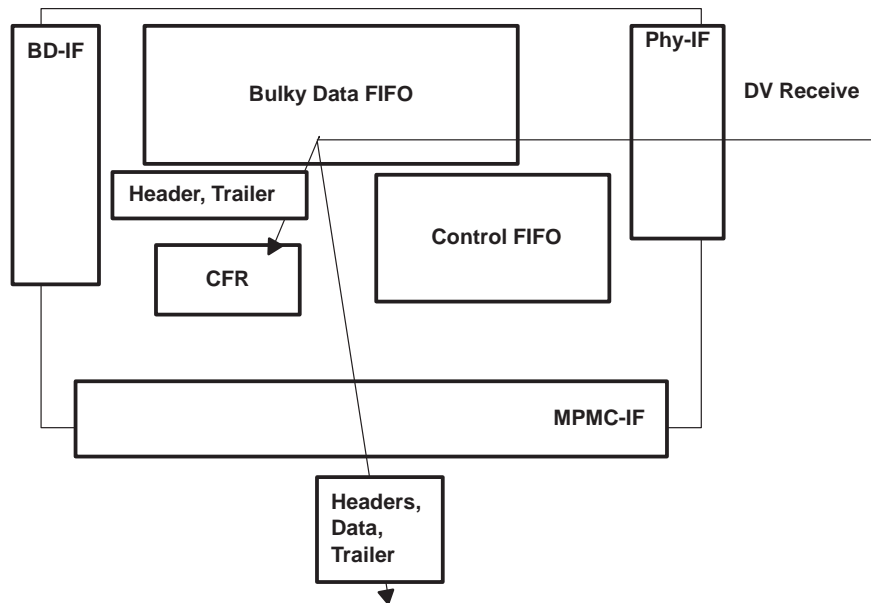 BD-IF
Phy-IF
Bulky Data FIFO
DV Receive
Header, Trailer
Control FIFO
CFR
MPMC-IF
Headers,
Data,
Trailer